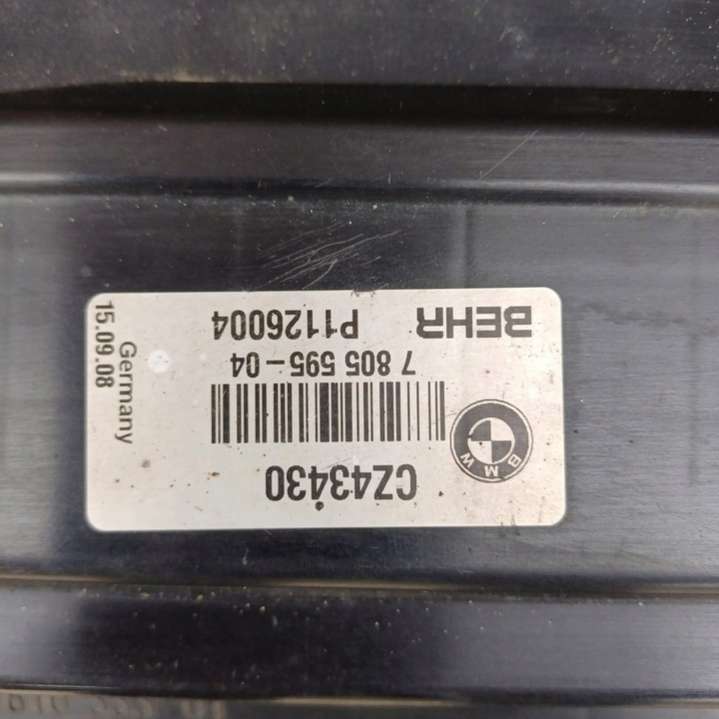 CZ43430
BMW
7 805 595-04
BEHR P1126004
Germany
15.09.08